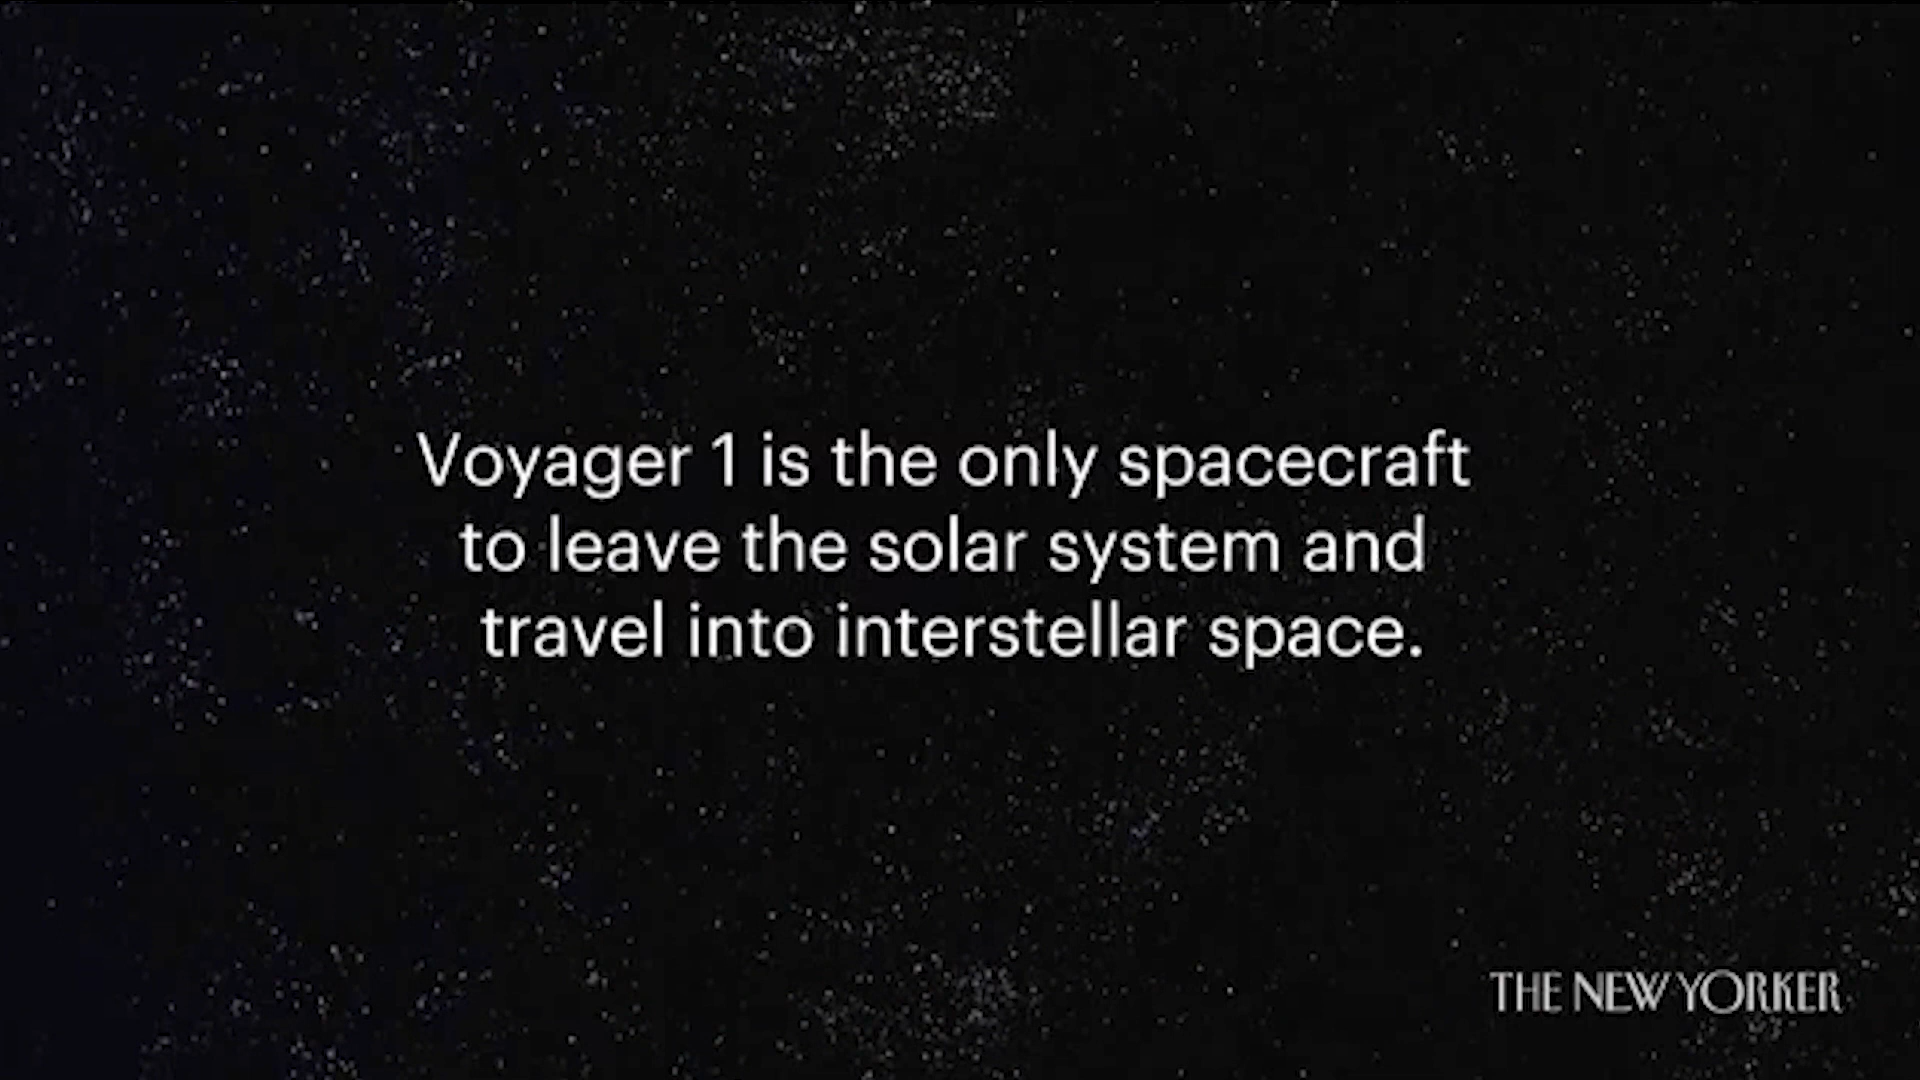 Voyager 1 is the only spacecraft
to leave the solar system and
travel into interstellar space.
THE NEW YORKER